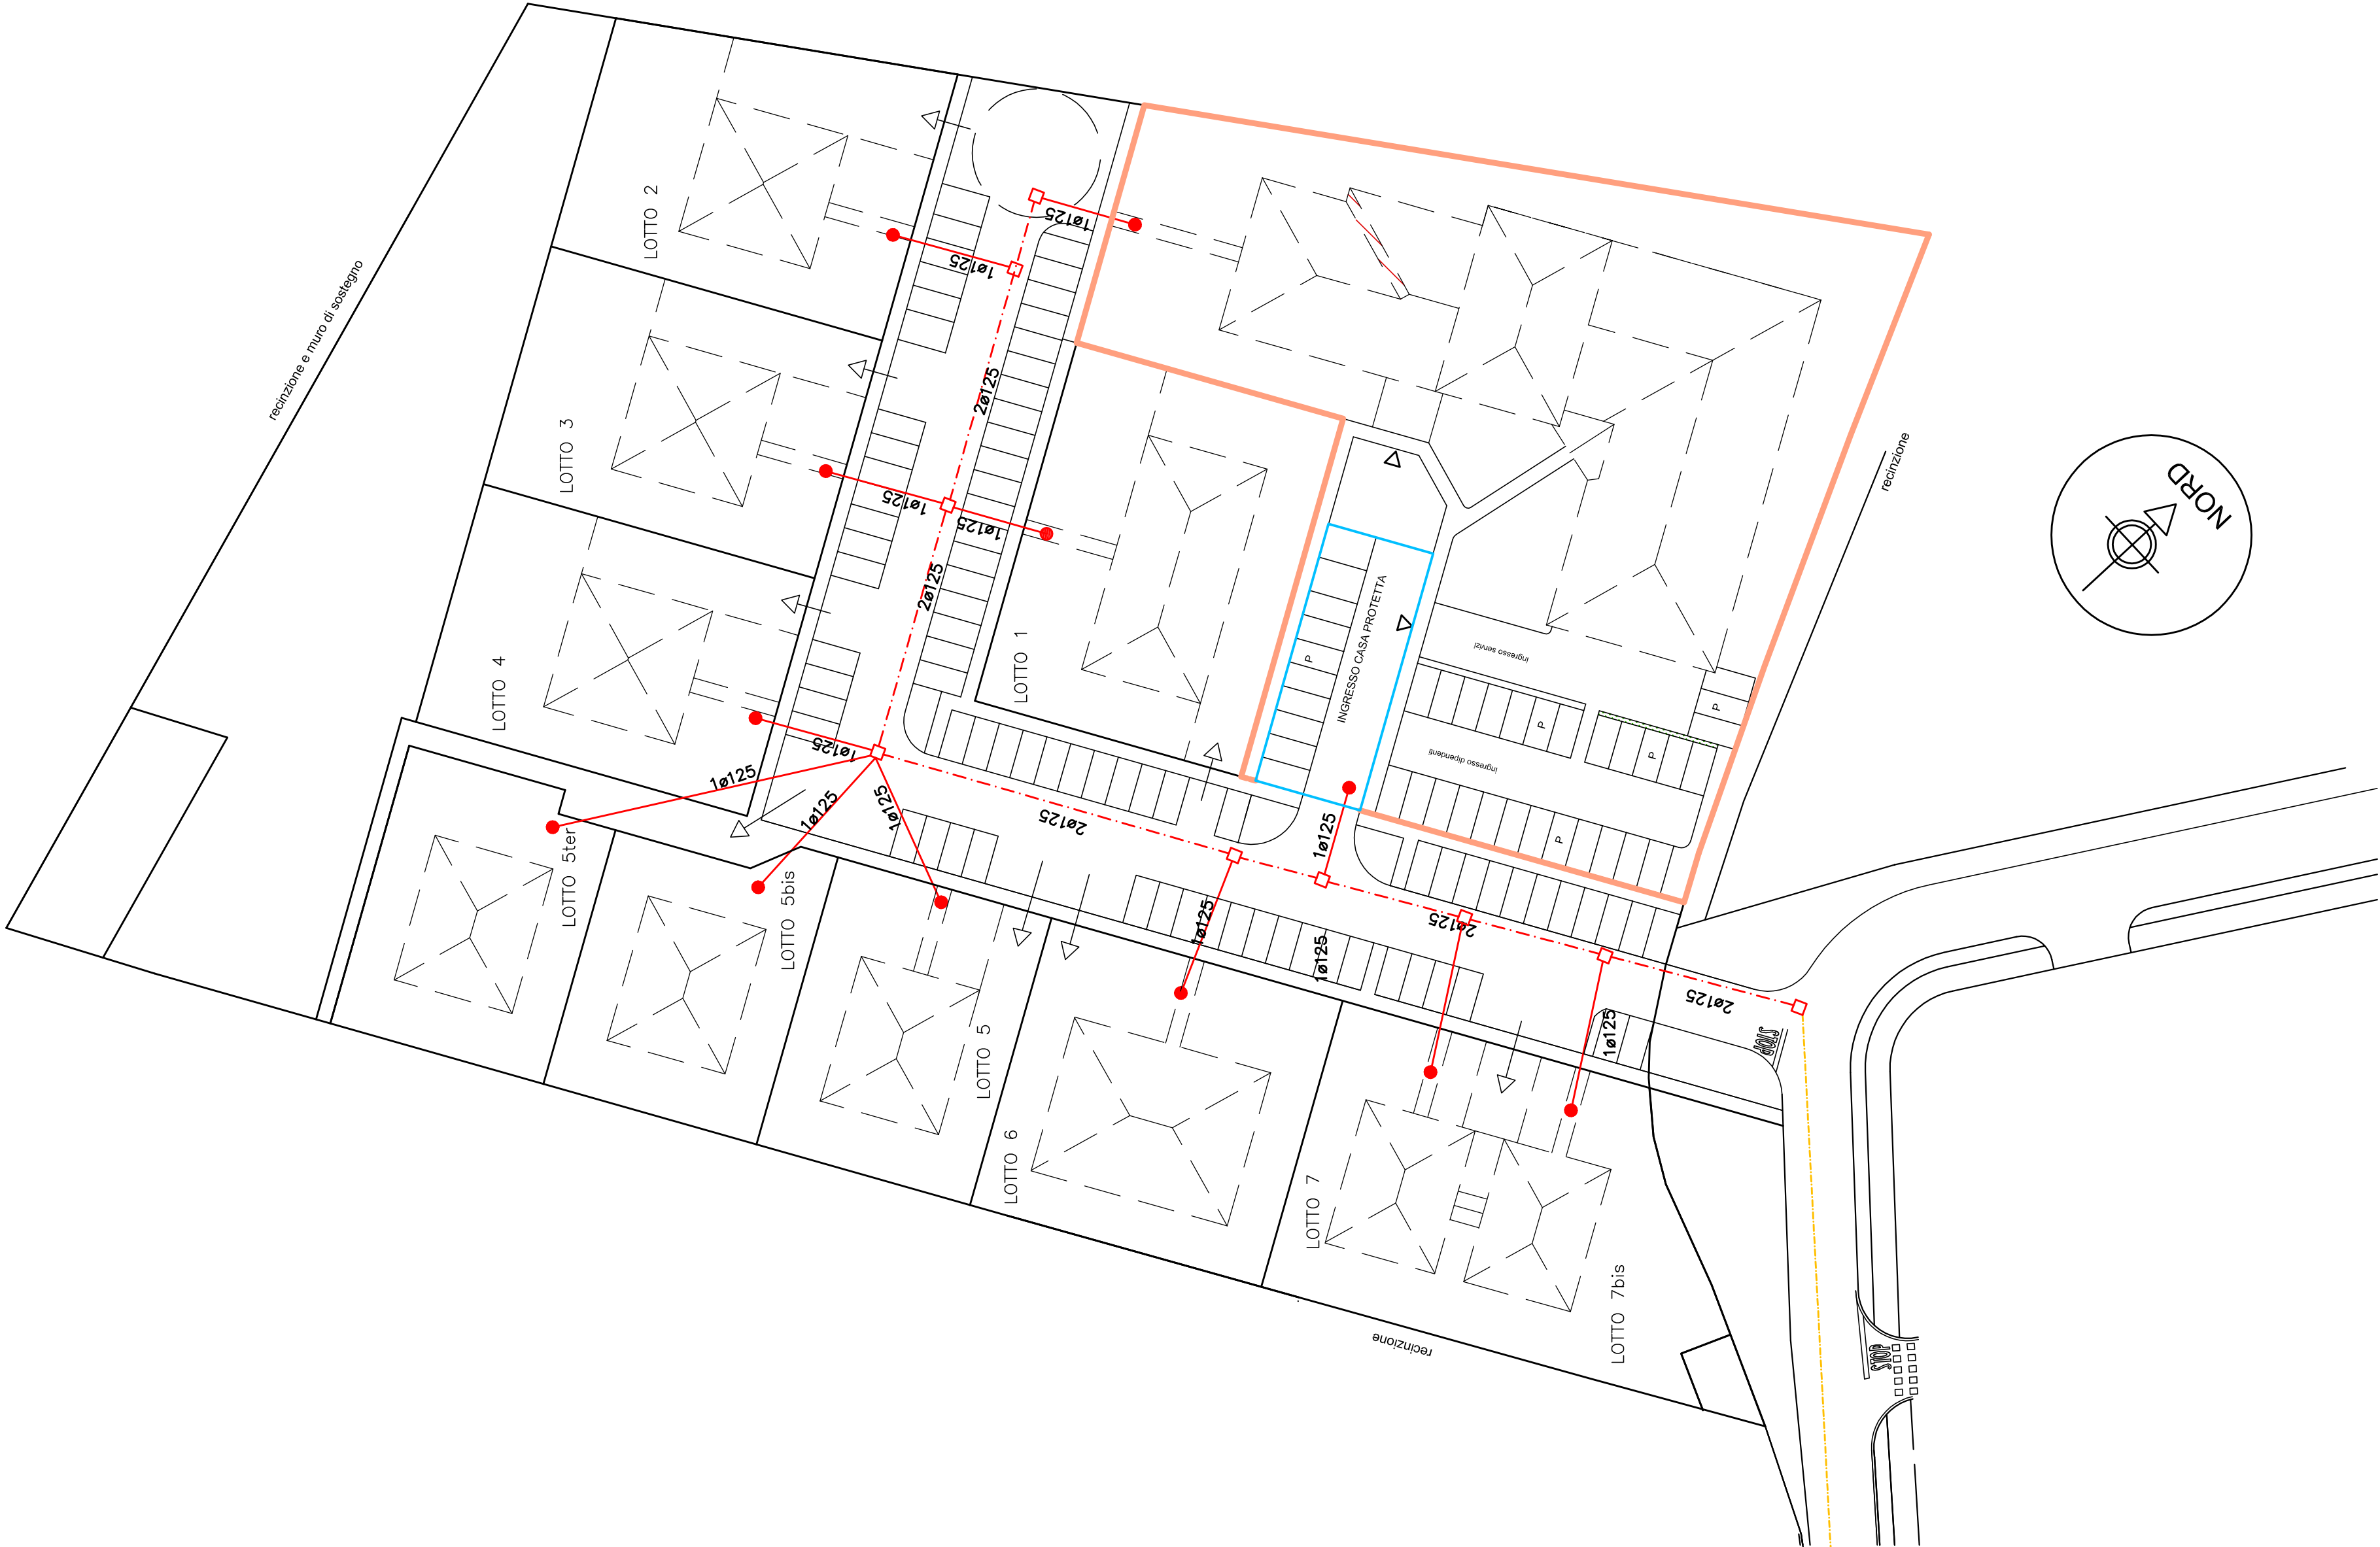 LOTTO 2
1ø125
1ø125
recinzione e muro di sostegno
LOTTO 3
2ø125
recinzione
NORD
1ø125
1ø125
2ø125
LOTTO 4
LOTTO 1
P
INGRESSO CASA PROTETTA
ingresso servizi
P
P
P
ingresso dipendenti
P
1ø125
1ø125
1ø125
1ø125
2ø125
1ø125
LOTTO 5ter
LOTTO 5bis
1ø125
2ø125
1ø125
2ø125
1ø125
STOP
LOTTO 5
LOTTO 6
LOTTO 7
LOTTO 7bis
recinzione
STOP